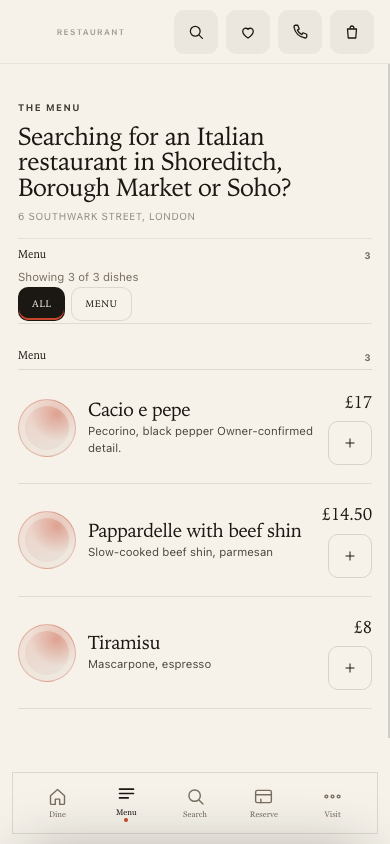 RESTAURANT
THE MENU
Searching for an Italian
restaurant in Shoreditch,
Borough Market or Soho?
6 SOUTHWARK STREET, LONDON
Menu 3
Showing 3 of 3 dishes
ALL MENU
Menu 3
Cacio e pepe £17
Pecorino, black pepper Owner-confirmed
detail.
+
£14.50
Pappardelle with beef shin
Slow-cooked beef shin, parmesan
+
£8
Tiramisu
Mascarpone, espresso
+
Dine Menu Search Reserve Visit